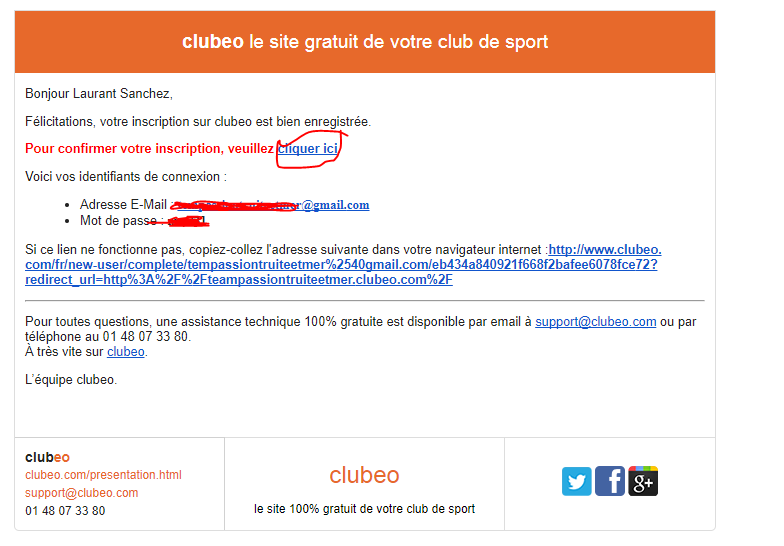 clubeo le site gratuit de votre club de sport
Bonjour Laurant Sanchez,
Félicitations, votre inscription sur clubeo est bien enregistrée.
Pour confirmer votre inscription, veuillez cliquer ici
Voici vos identifiants de connexion :
• Adresse E-Mail : @gmail.com
• Mot de passe :
Si ce lien ne fonctionne pas, copiez-collez l'adresse suivante dans votre navigateur internet :http://www.clubeo.
com/fr/new-user/complete/tempassiontruiteetmer%2540gmail.com/eb434a840921f668f2bafee6078fce72?
redirect_url=http%3A%2F%2Fteampassiontruiteetmer.clubeo.com%2F
Pour toutes questions, une assistance technique 100% gratuite est disponible par email à support@clubeo.com ou par
téléphone au 01 48 07 33 80.
À très vite sur clubeo.
L'équipe clubeo.
clubeo
clubeo.com/presentation.html
support@clubeo.com
01 48 07 33 80
clubeo
le site 100% gratuit de votre club de sport
g+